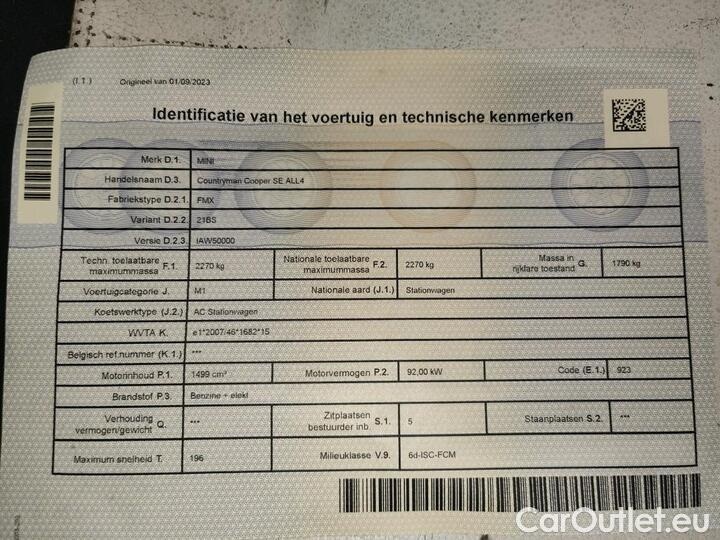 (I.1.) Origineel van 01/09/2023
Identificatie van het voertuig en technische kenmerken
Merk D.1. MINI
Handelsnaam D.3. Countryman Cooper SE ALL4
Fabriekstype D.2.1. FMX
Variant D.2.2. 21BS
Versie D.2.3. IAW50000
Techn. toelaatbare maximummassa F.1. 2270 kg Nationale toelaatbare maximummassa F.2. 2270 kg Massa in rijklare toestand G. 1790 kg
Voertuigcategorie J. M1 Nationale aard (J.1.) Stationwagen
Koetswerktype (J.2.) AC Stationwagen
WVTA K. e1*2007/46*1682*15
Belgisch ref.nummer (K.1.) ***
Motorinhoud P.1. 1499 cm³ Motorvermogen P.2. 92,00 kW Code (E.1.) 923
Brandstof P.3. Benzine + elekt
Verhouding vermogen/gewicht Q. *** Zitplaatsen bestuurder inb. S.1. 5 Staanplaatsen S.2. ***
Maximum snelheid T. 196 Milieuklasse V.9. 6d-ISC-FCM
CarOutlet.eu